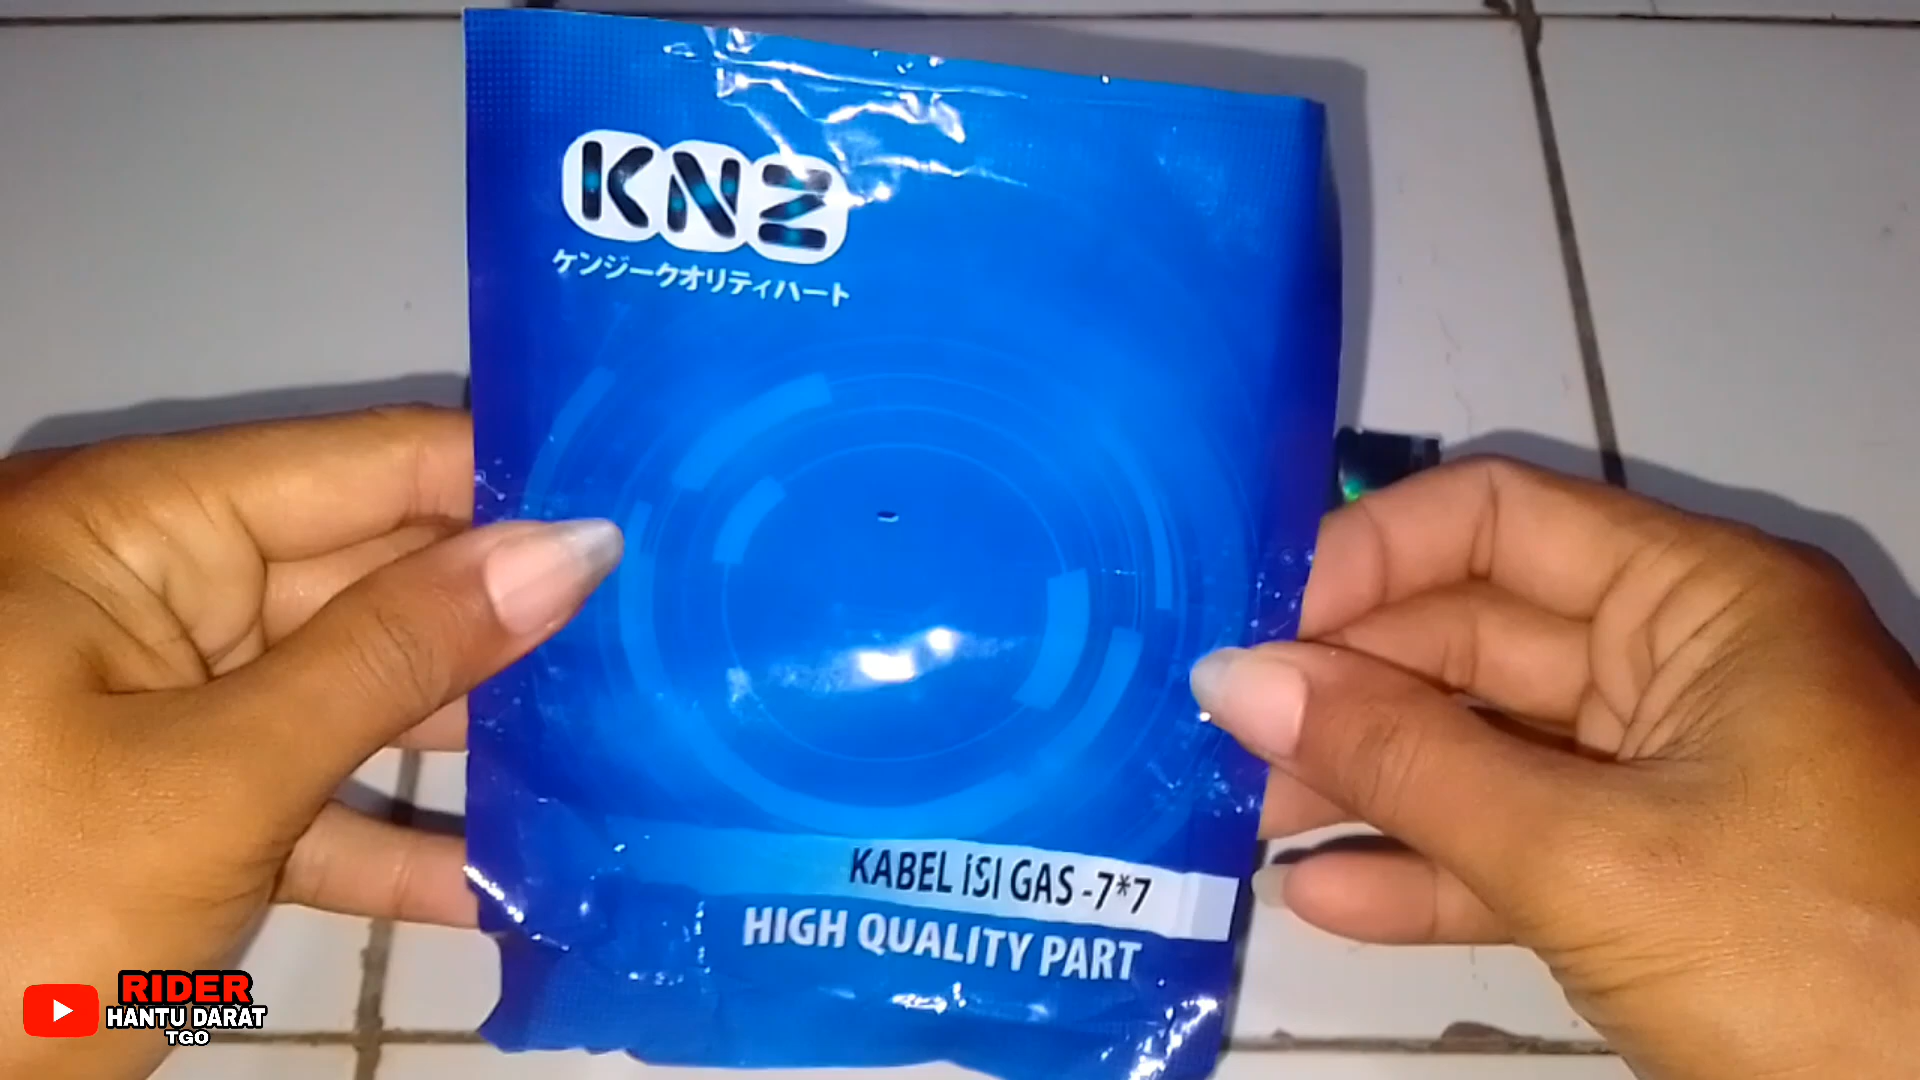 KNZ
ケンジークオリティハート
KABEL ISI GAS -7*7
HIGH QUALITY PART
RIDER
HANTU DARAT
TGO